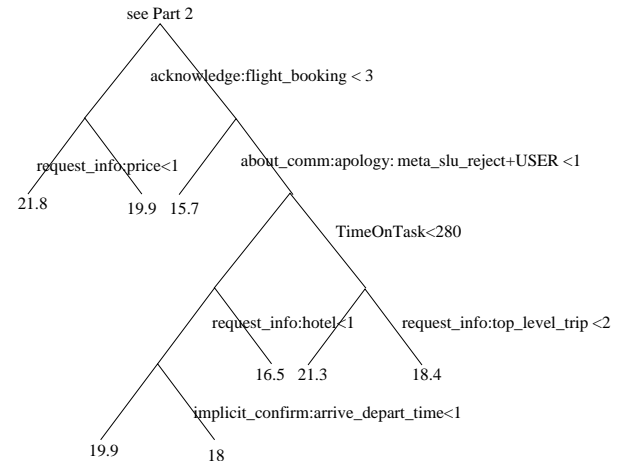 see Part 2
acknowledge:flight_booking < 3
request_info:price<1
about_comm:apology: meta_slu_reject+USER <1
21.8
19.9
15.7
TimeOnTask<280
request_info:hotel<1
request_info:top_level_trip <2
16.5
21.3
18.4
implicit_confirm:arrive_depart_time<1
19.9
18